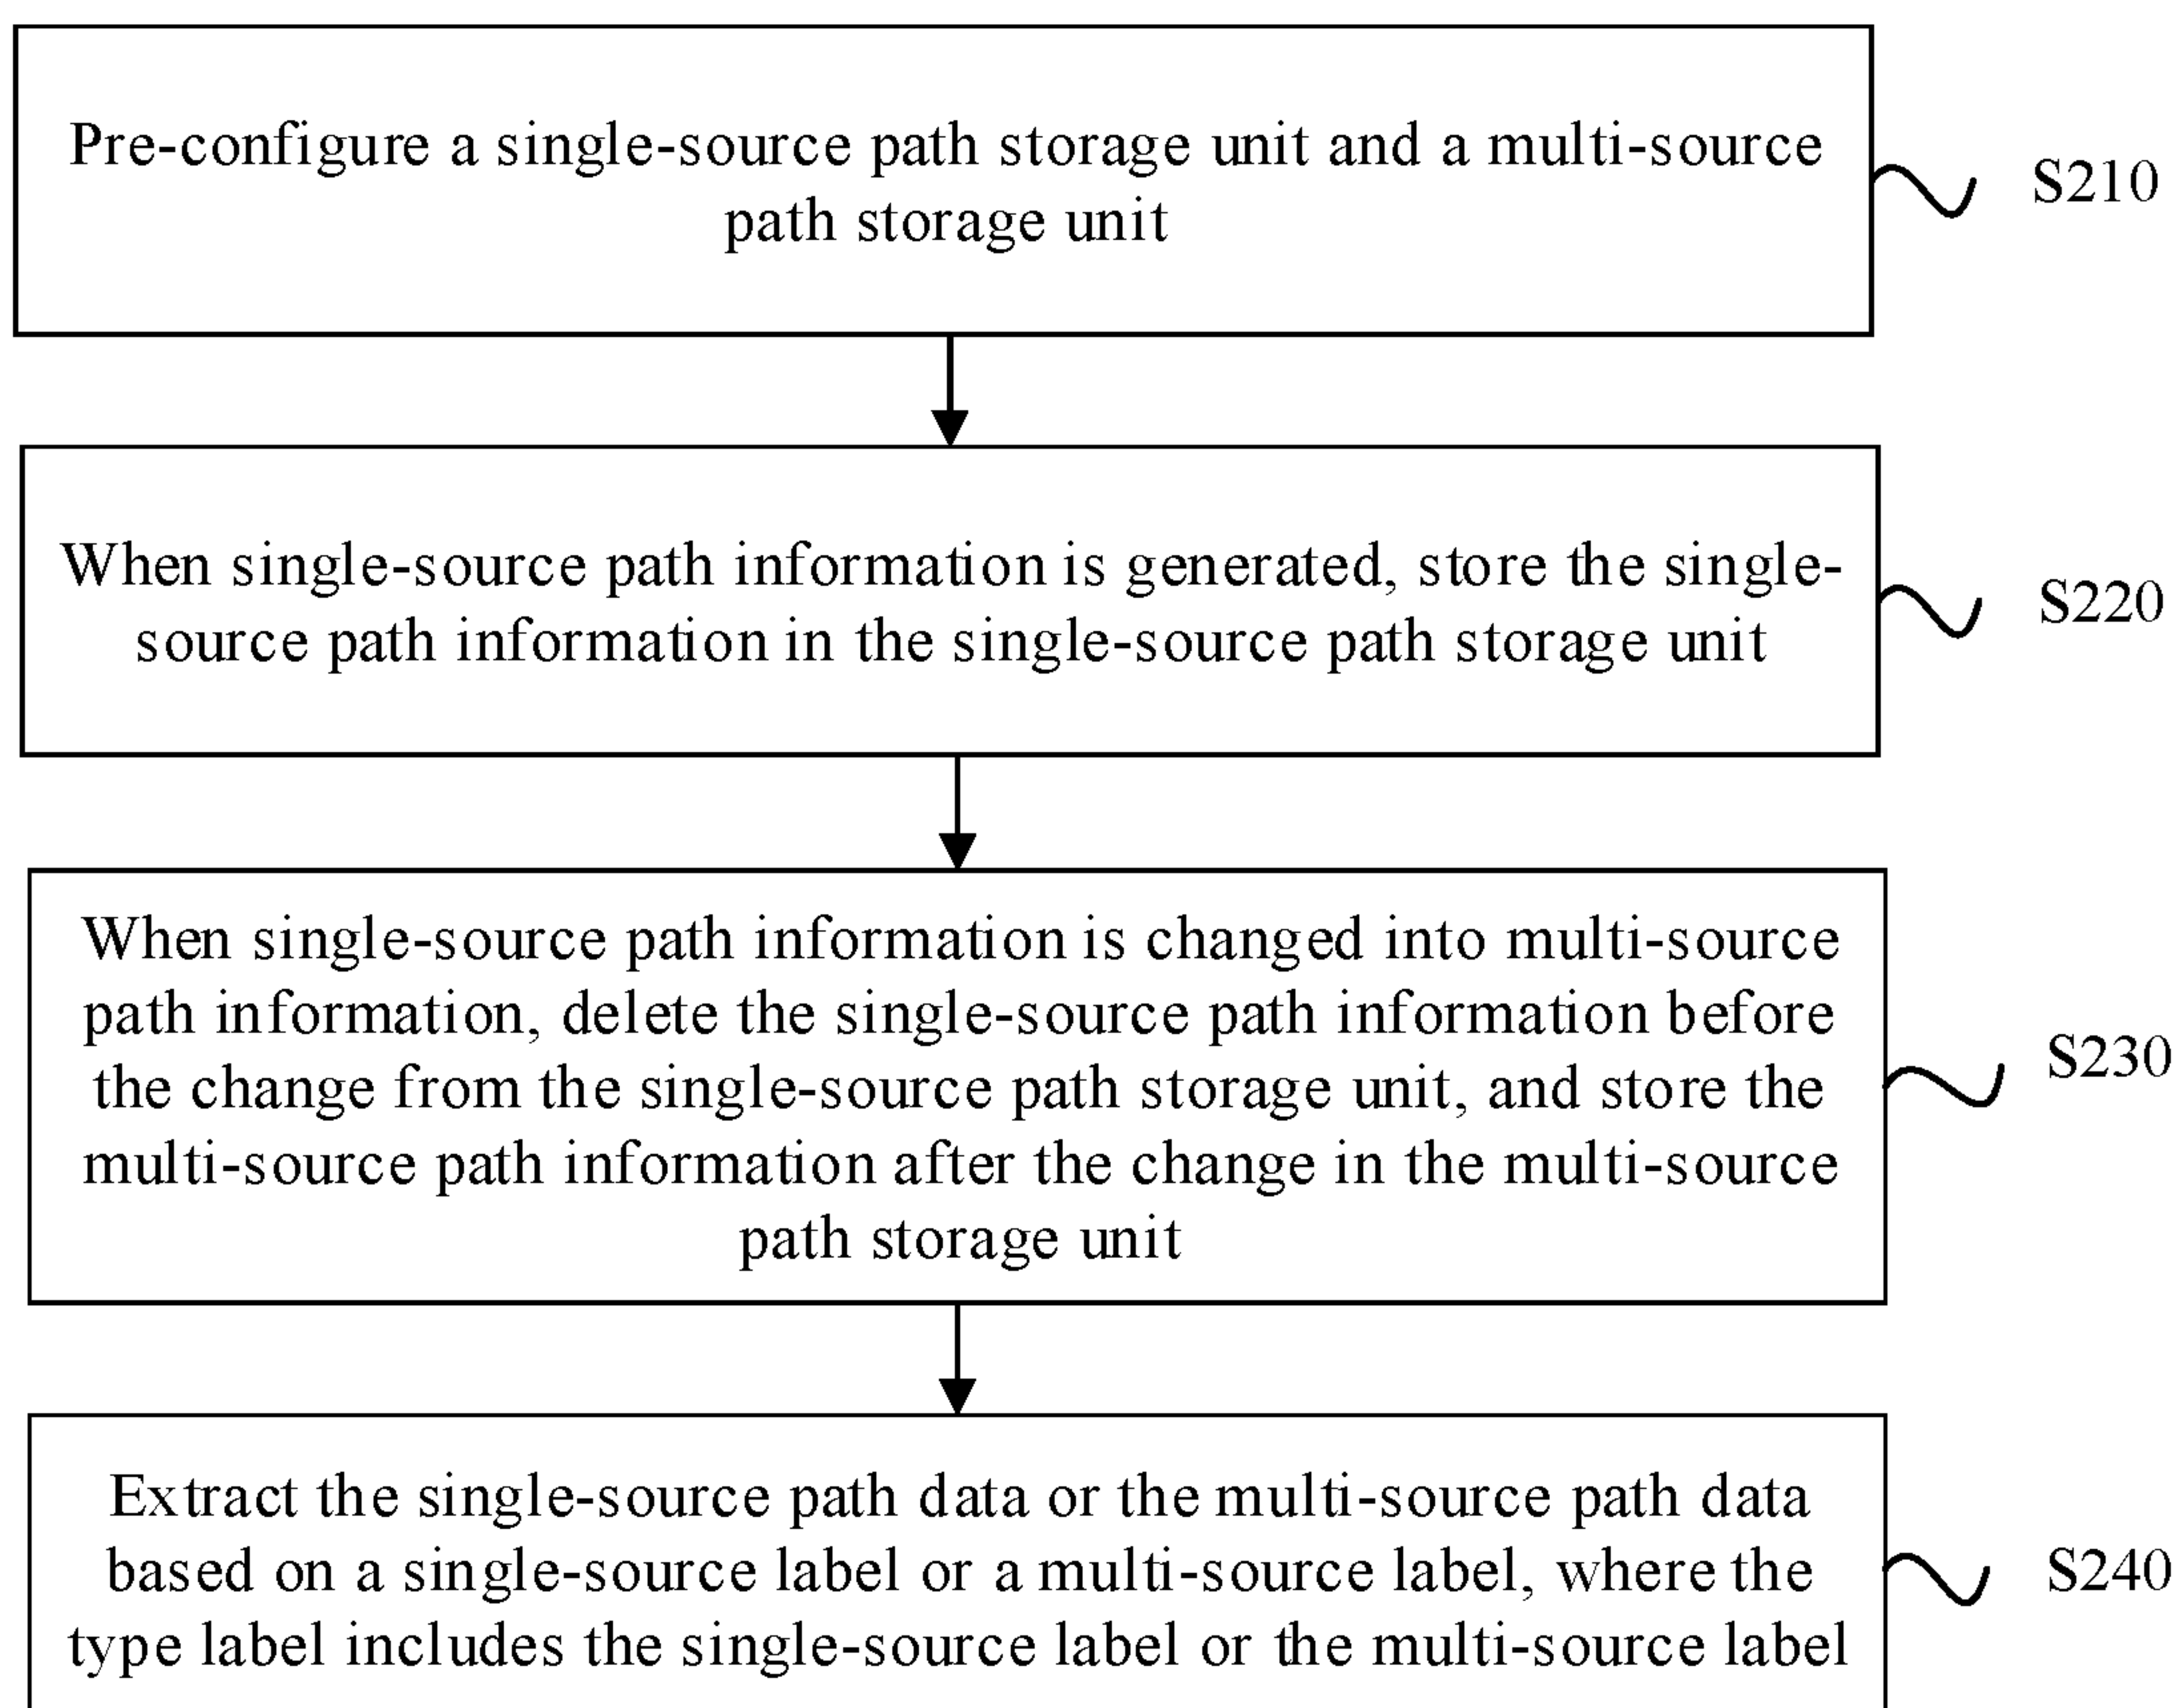 Pre-configure a single-source path storage unit and a multi-source
path storage unit
S210
When single-source path information is generated, store the single-
source path information in the single-source path storage unit
S220
When single-source path information is changed into multi-source
path information, delete the single-source path information before
the change from the single-source path storage unit, and store the
multi-source path information after the change in the multi-source
path storage unit
S230
Extract the single-source path data or the multi-source path data
based on a single-source label or a multi-source label, where the
type label includes the single-source label or the multi-source label
S240